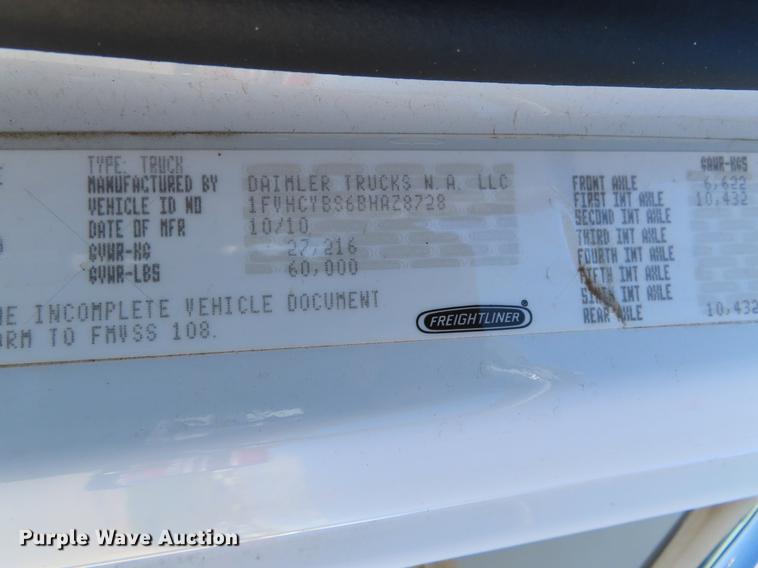 TYPE: TRUCK
MANUFACTURED BY DAIMLER TRUCKS N.A. LLC
VEHICLE ID NO 1FVHCYBS6BHAZ8728
DATE OF MFR 10/10
GVWR-KG 27,216
GVWR-LBS 60,000
GAWR-KGS
FRONT AXLE 6,622
FIRST INT AXLE 10,432
SECOND INT AXLE
THIRD INT AXLE
FOURTH INT AXLE
FIFTH INT AXLE
SIXTH INT AXLE
REAR AXLE 10,432
INCOMPLETE VEHICLE DOCUMENT
TO FMVSS 108.
FREIGHTLINER
Purple Wave Auction